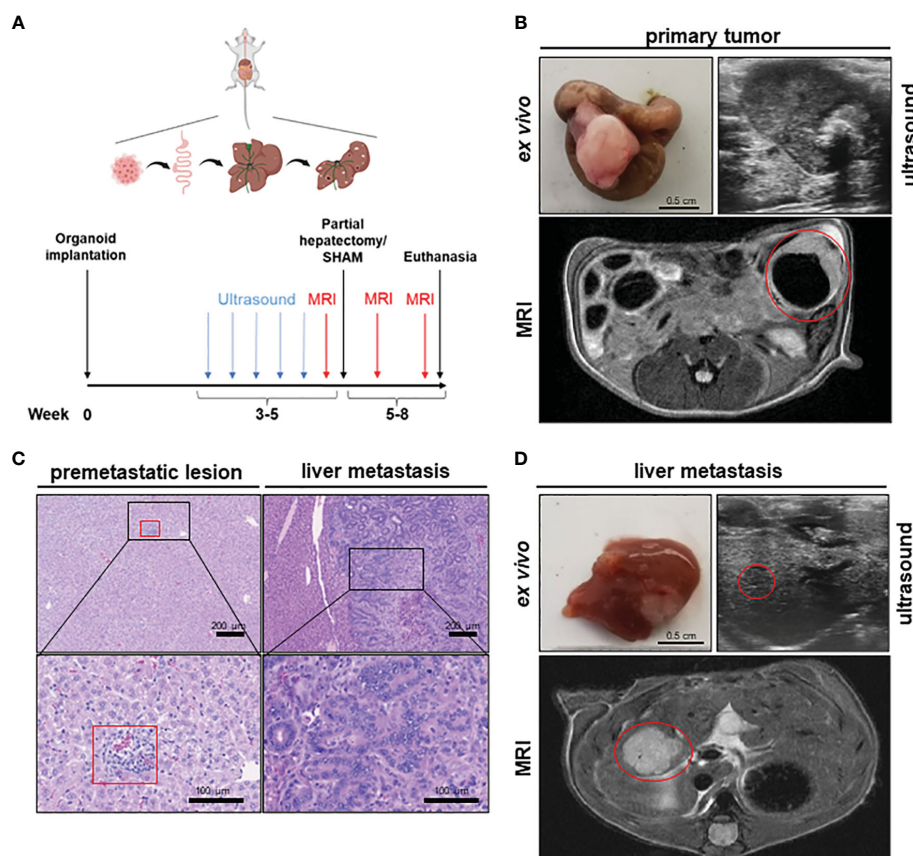 A
Organoid
implantation
Partial
hepatectomy/
SHAM
Euthanasia
Ultrasound
MRI
MRI
MRI
Week 0
3-5
5-8
B
primary tumor
ex vivo
0.5 cm
ultrasound
MRI
C
premetastatic lesion
liver metastasis
200 µm
200 µm
100 µm
100 µm
D
liver metastasis
ex vivo
0.5 cm
ultrasound
MRI